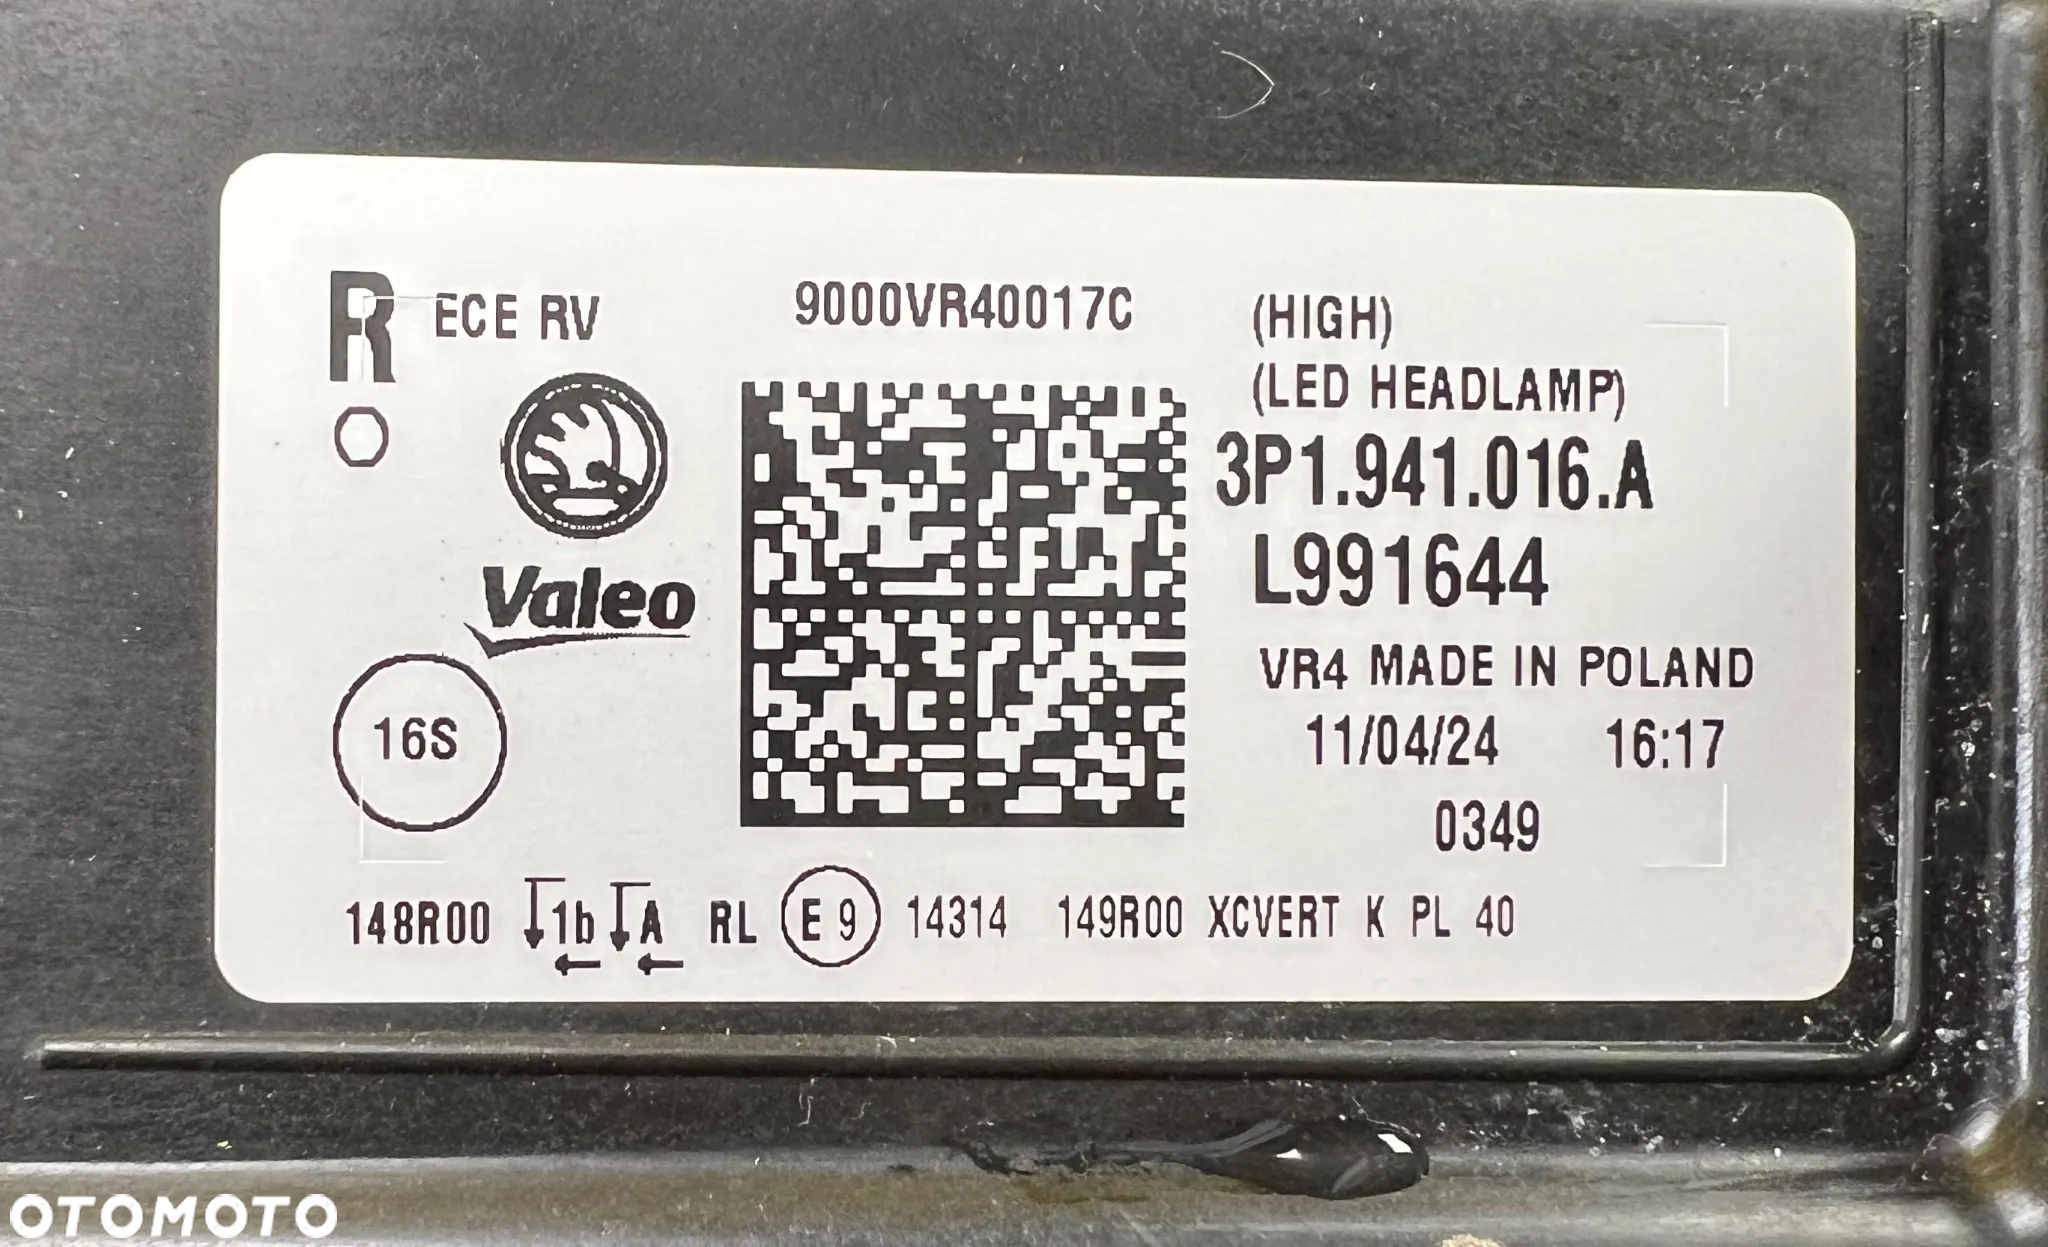 R ECE RV
9000VR40017C
(HIGH)
(LED HEADLAMP)
3P1.941.016.A
L991644
Valeo
16S
VR4 MADE IN POLAND
11/04/24 16:17
0349
148R00 1b A RL E 9 14314 149R00 XCVERT K PL 40
OTOMOTO